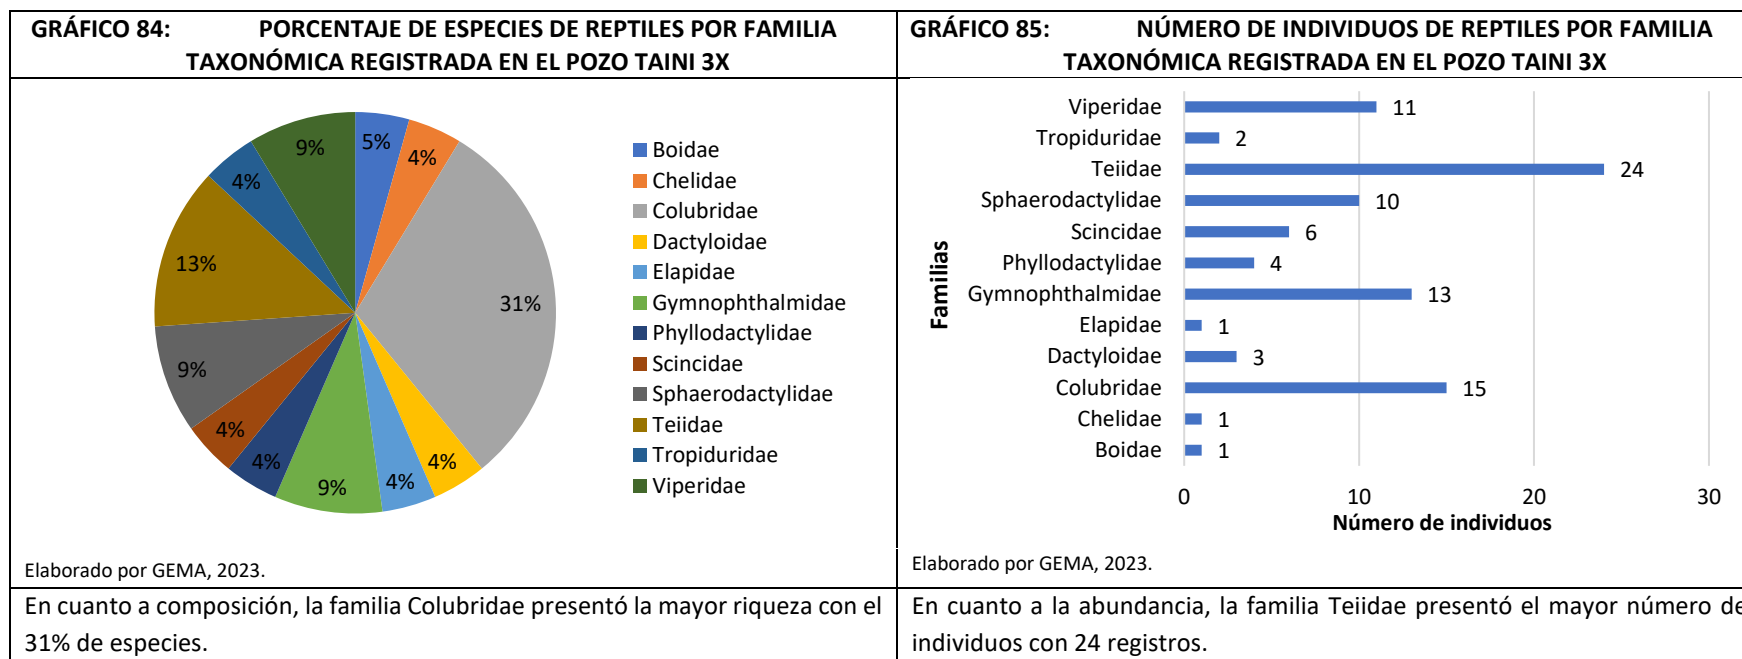 GRÁFICO 84: PORCENTAJE DE ESPECIES DE REPTILES POR FAMILIA
TAXONÓMICA REGISTRADA EN EL POZO TAINI 3X
5%
4%
31%
4%
4%
9%
4%
4%
9%
13%
4%
9%
Boidae
Chelidae
Colubridae
Dactyloidae
Elapidae
Gymnophthalmidae
Phyllodactylidae
Scincidae
Sphaerodactylidae
Teiidae
Tropiduridae
Viperidae
Elaborado por GEMA, 2023.
En cuanto a composición, la familia Colubridae presentó la mayor riqueza con el
31% de especies.
GRÁFICO 85: NÚMERO DE INDIVIDUOS DE REPTILES POR FAMILIA
TAXONÓMICA REGISTRADA EN EL POZO TAINI 3X
Familias
Viperidae 11
Tropiduridae 2
Teiidae 24
Sphaerodactylidae 10
Scincidae 6
Phyllodactylidae 4
Gymnophthalmidae 13
Elapidae 1
Dactyloidae 3
Colubridae 15
Chelidae 1
Boidae 1
0 10 20 30
Número de individuos
Elaborado por GEMA, 2023.
En cuanto a la abundancia, la familia Teiidae presentó el mayor número de
individuos con 24 registros.